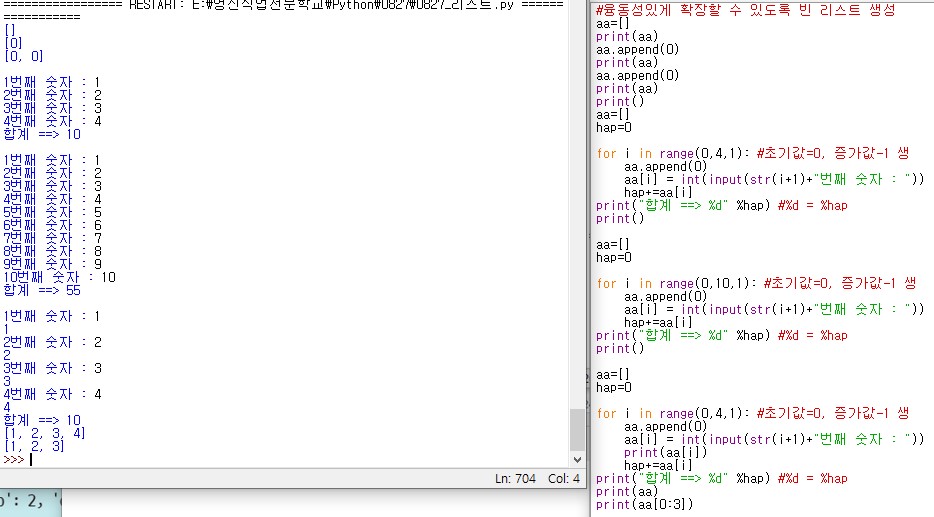 ================= RESTART: E:\영진직업전문학교\Python\0827\0827_리스트.py ======
===========
[]
[0]
[0, 0]
1번째 숫자 : 1
2번째 숫자 : 2
3번째 숫자 : 3
4번째 숫자 : 4
합계 ==> 10
1번째 숫자 : 1
2번째 숫자 : 2
3번째 숫자 : 3
4번째 숫자 : 4
5번째 숫자 : 5
6번째 숫자 : 6
7번째 숫자 : 7
8번째 숫자 : 8
9번째 숫자 : 9
10번째 숫자 : 10
합계 ==> 55
1번째 숫자 : 1
1
2번째 숫자 : 2
2
3번째 숫자 : 3
3
4번째 숫자 : 4
4
합계 ==> 10
[1, 2, 3, 4]
[1, 2, 3]
>>>
Ln: 704 Col: 4
': 2, '
#융통성있게 확장할 수 있도록 빈 리스트 생성
aa=[]
print(aa)
aa.append(0)
print(aa)
aa.append(0)
print(aa)
print()
aa=[]
hap=0
for i in range(0,4,1): #초기값=0, 증가값-1 생
aa.append(0)
aa[i] = int(input(str(i+1)+"번째 숫자 : "))
hap+=aa[i]
print("합계 ==> %d" %hap) #%d = %hap
print()
aa=[]
hap=0
for i in range(0,10,1): #초기값=0, 증가값-1 생
aa.append(0)
aa[i] = int(input(str(i+1)+"번째 숫자 : "))
hap+=aa[i]
print("합계 ==> %d" %hap) #%d = %hap
print()
aa=[]
hap=0
for i in range(0,4,1): #초기값=0, 증가값-1 생
aa.append(0)
aa[i] = int(input(str(i+1)+"번째 숫자 : "))
print(aa[i])
hap+=aa[i]
print("합계 ==> %d" %hap) #%d = %hap
print(aa)
print(aa[0:3])